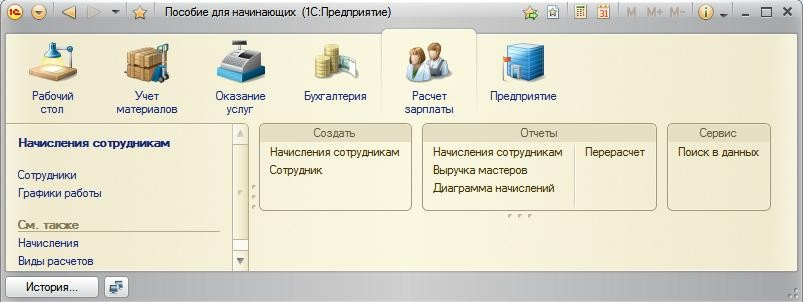 Пособие для начинающих (1С:Предприятие)
M M+ M-
31
Рабочий стол
Учет материалов
Оказание услуг
Бухгалтерия
Расчет зарплаты
Предприятие
Начисления сотрудникам
Сотрудники
Графики работы
См. также
Начисления
Виды расчетов
Создать
Начисления сотрудникам
Сотрудник
Отчеты
Начисления сотрудникам
Выручка мастеров
Диаграмма начислений
Перерасчет
Сервис
Поиск в данных
История...